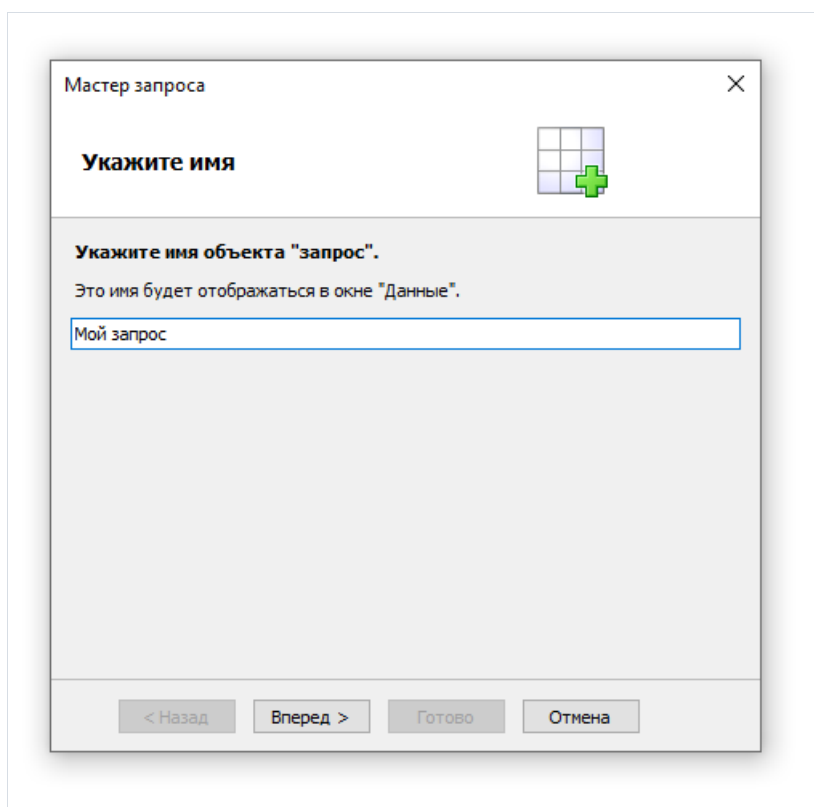 Мастер запроса
Укажите имя
Укажите имя объекта "запрос".
Это имя будет отображаться в окне "Данные".
Мой запрос
< Назад
Вперед >
Готово
Отмена